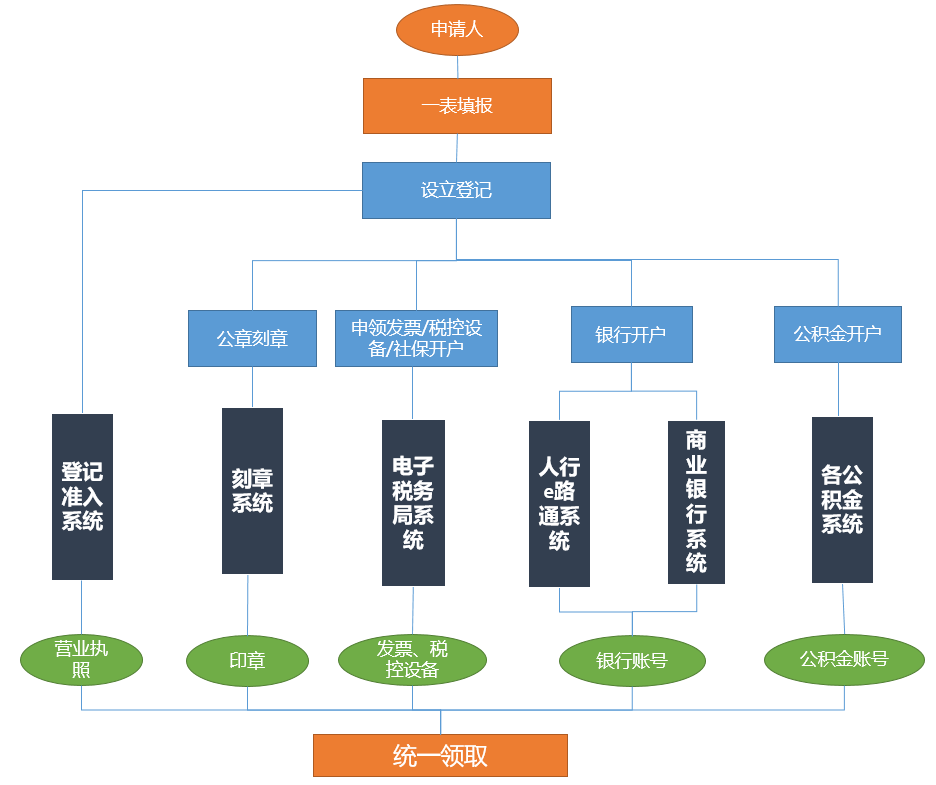 申请人
一表填报
设立登记
公章刻章
申领发票/税控设
备/社保开户
银行开户
公积金开户
登记
准入
系统
刻章
系统
电子
税务
局系
统
人行
e路
通系
统
商
业
银
行
系
统
各公
积金
系统
营业执
照
印章
发票、税
控设备
银行账号
公积金账号
统一领取